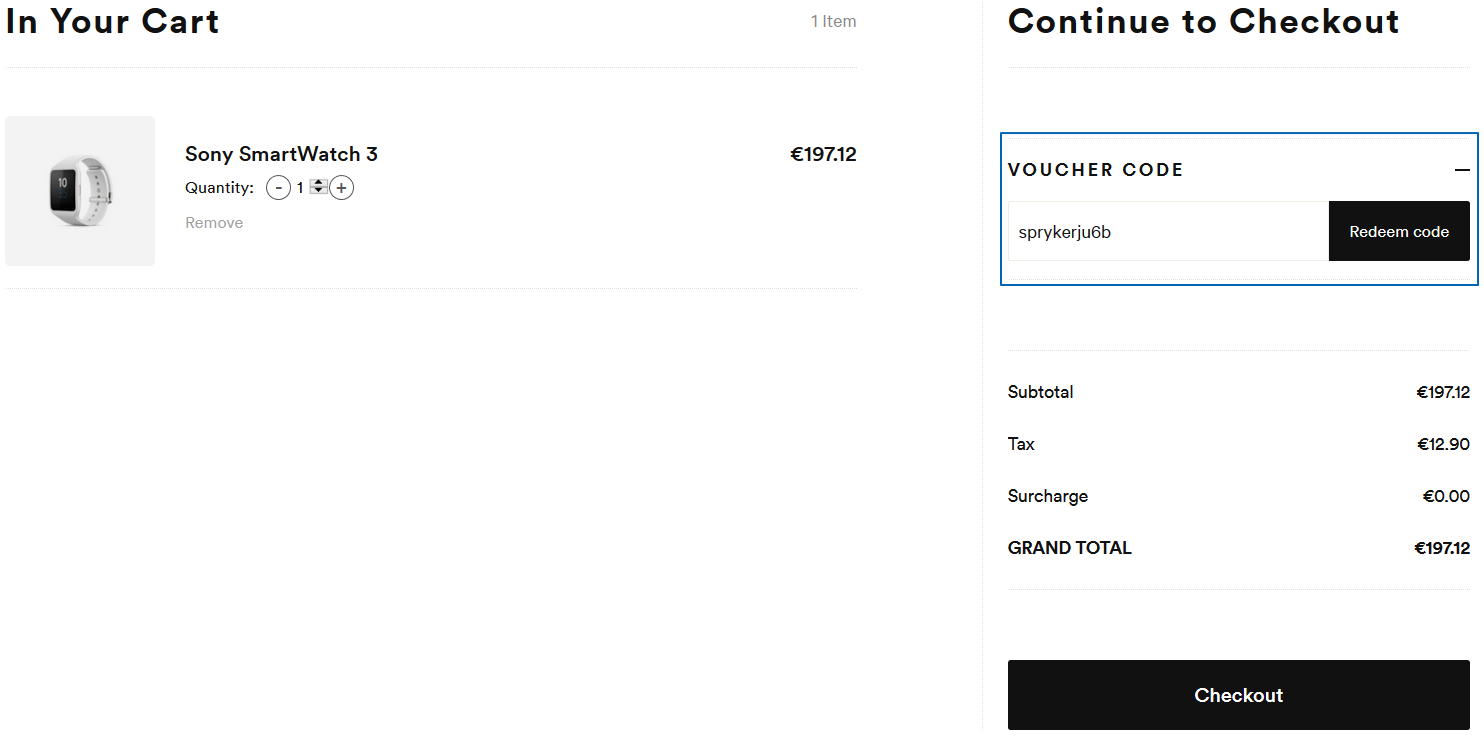 In Your Cart
1 Item
Sony SmartWatch 3
€197.12
Quantity: - 1 +
Remove
10
Continue to Checkout
VOUCHER CODE
sprykerju6b
Redeem code
Subtotal €197.12
Tax €12.90
Surcharge €0.00
GRAND TOTAL €197.12
Checkout